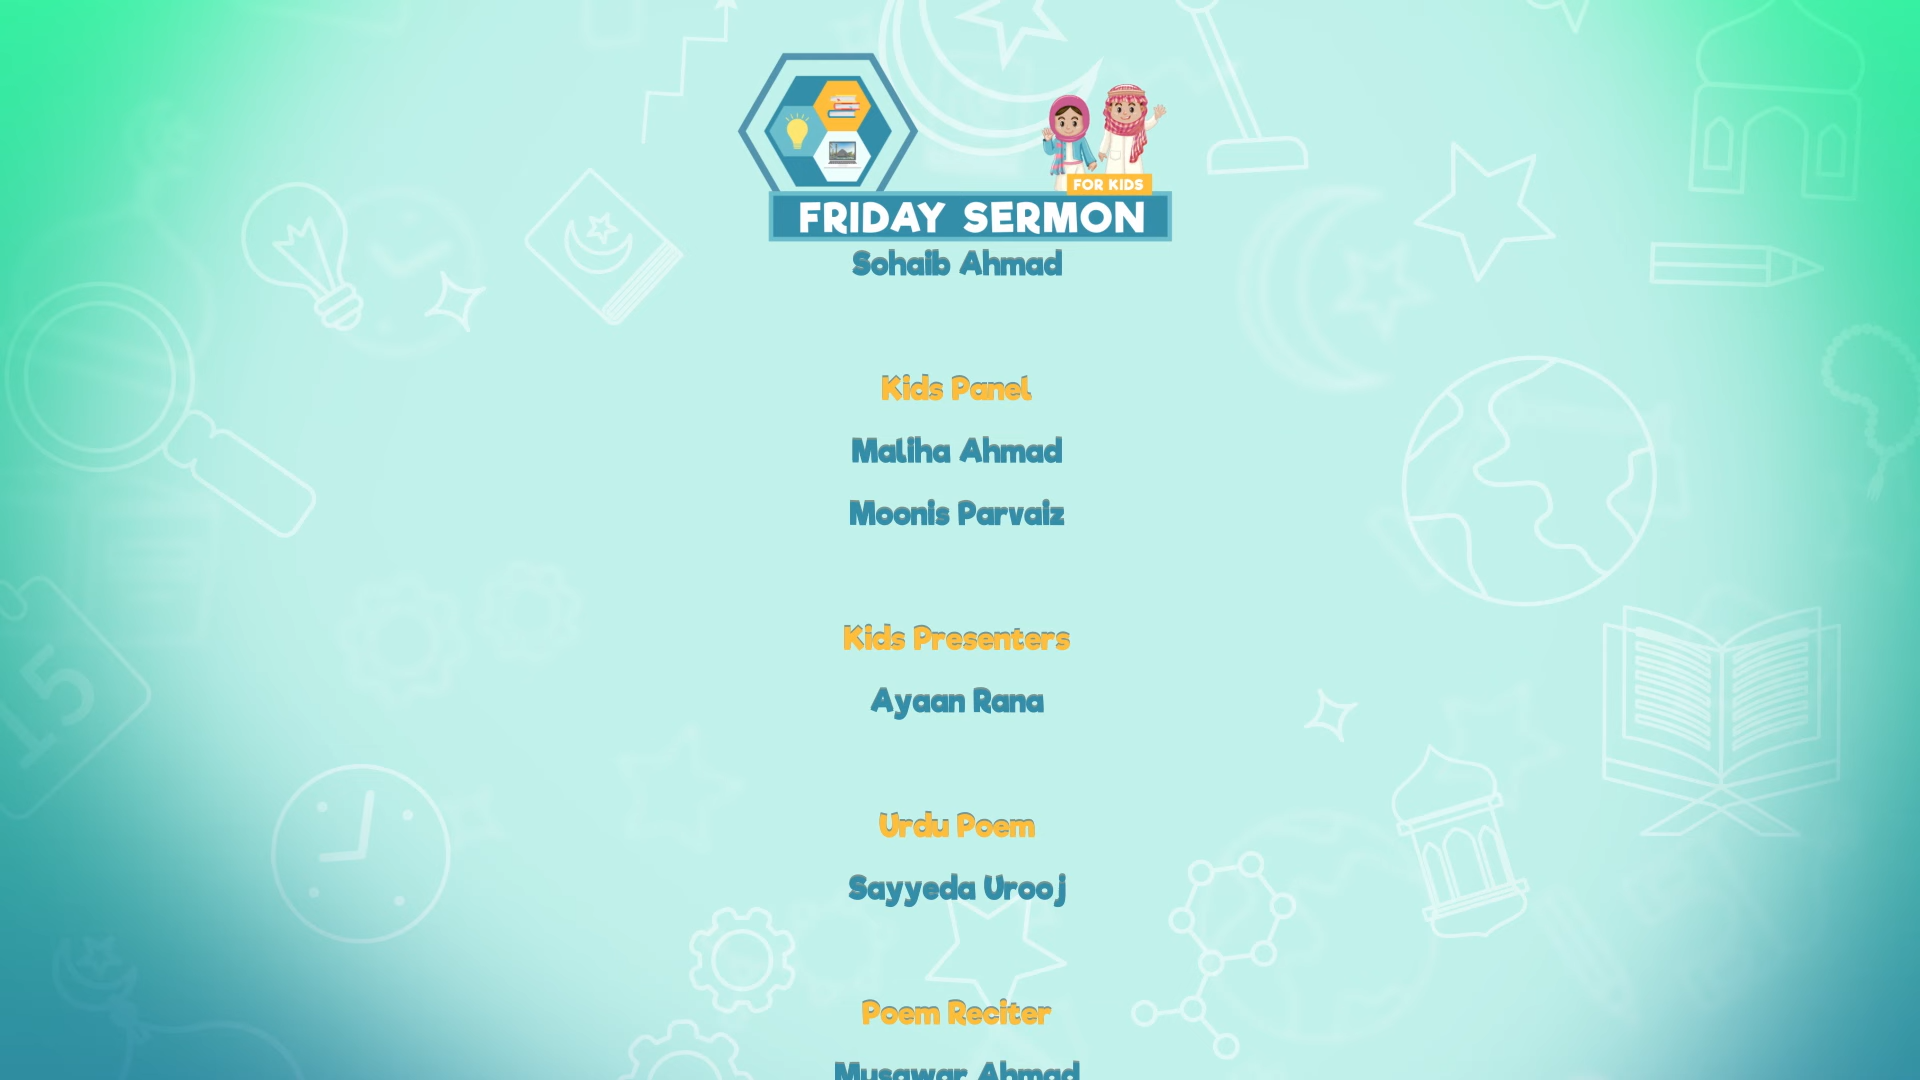 FOR KIDS
FRIDAY SERMON
Sohaib Ahmad
Kids Panel
Maliha Ahmad
Moonis Parvaiz
Kids Presenters
Ayaan Rana
Urdu Poem
Sayyeda Urooj
Poem Reciter
Musawar Ahmad
15